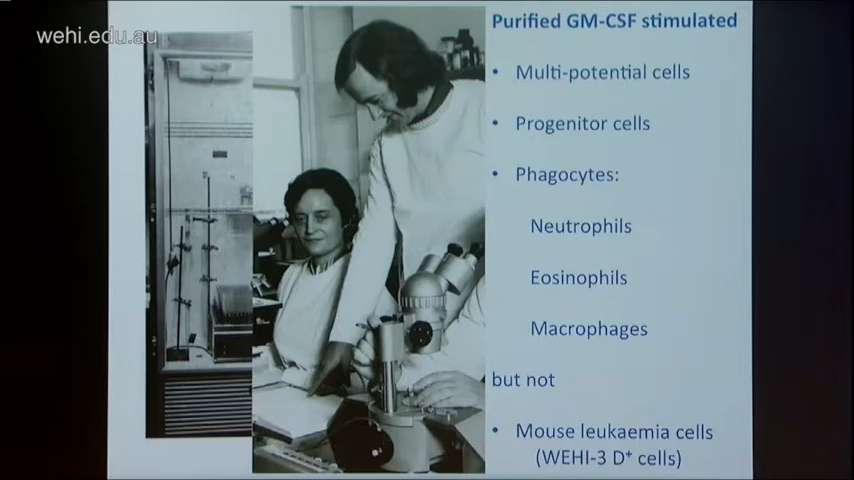 wehi.edu.au
Purified GM-CSF stimulated
• Multi-potential cells
• Progenitor cells
• Phagocytes:
Neutrophils
Eosinophils
Macrophages
but not
• Mouse leukaemia cells
(WEHI-3 D⁺ cells)